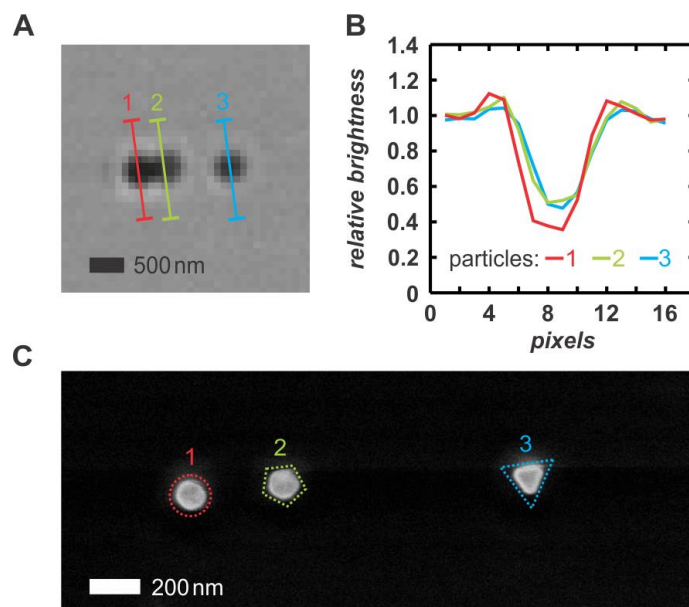 A
1 2 3
500 nm
B
relative brightness
1.4
1.2
1.0
0.8
0.6
0.4
0.2
0
particles: 1 2 3
0 4 8 12 16
pixels
C
1 2 3
200 nm